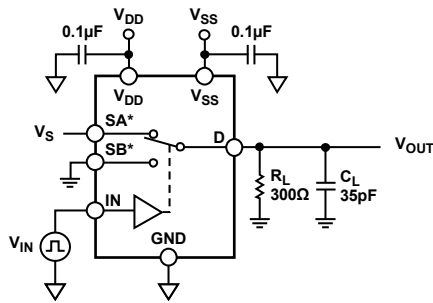 V_DD V_SS
0.1µF 0.1µF
V_DD V_SS
V_S SA* D V_OUT
SB*
R_L
300Ω
C_L
35pF
IN
V_IN GND